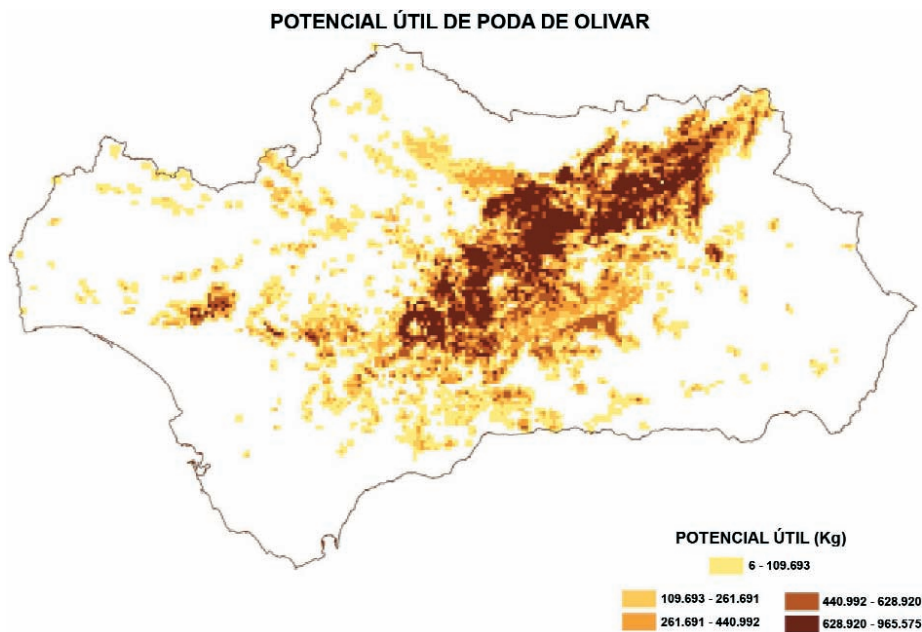 POTENCIAL ÚTIL DE PODA DE OLIVAR
POTENCIAL ÚTIL (Kg)
6 - 109.693
109.693 - 261.691
261.691 - 440.992
440.992 - 628.920
628.920 - 965.575